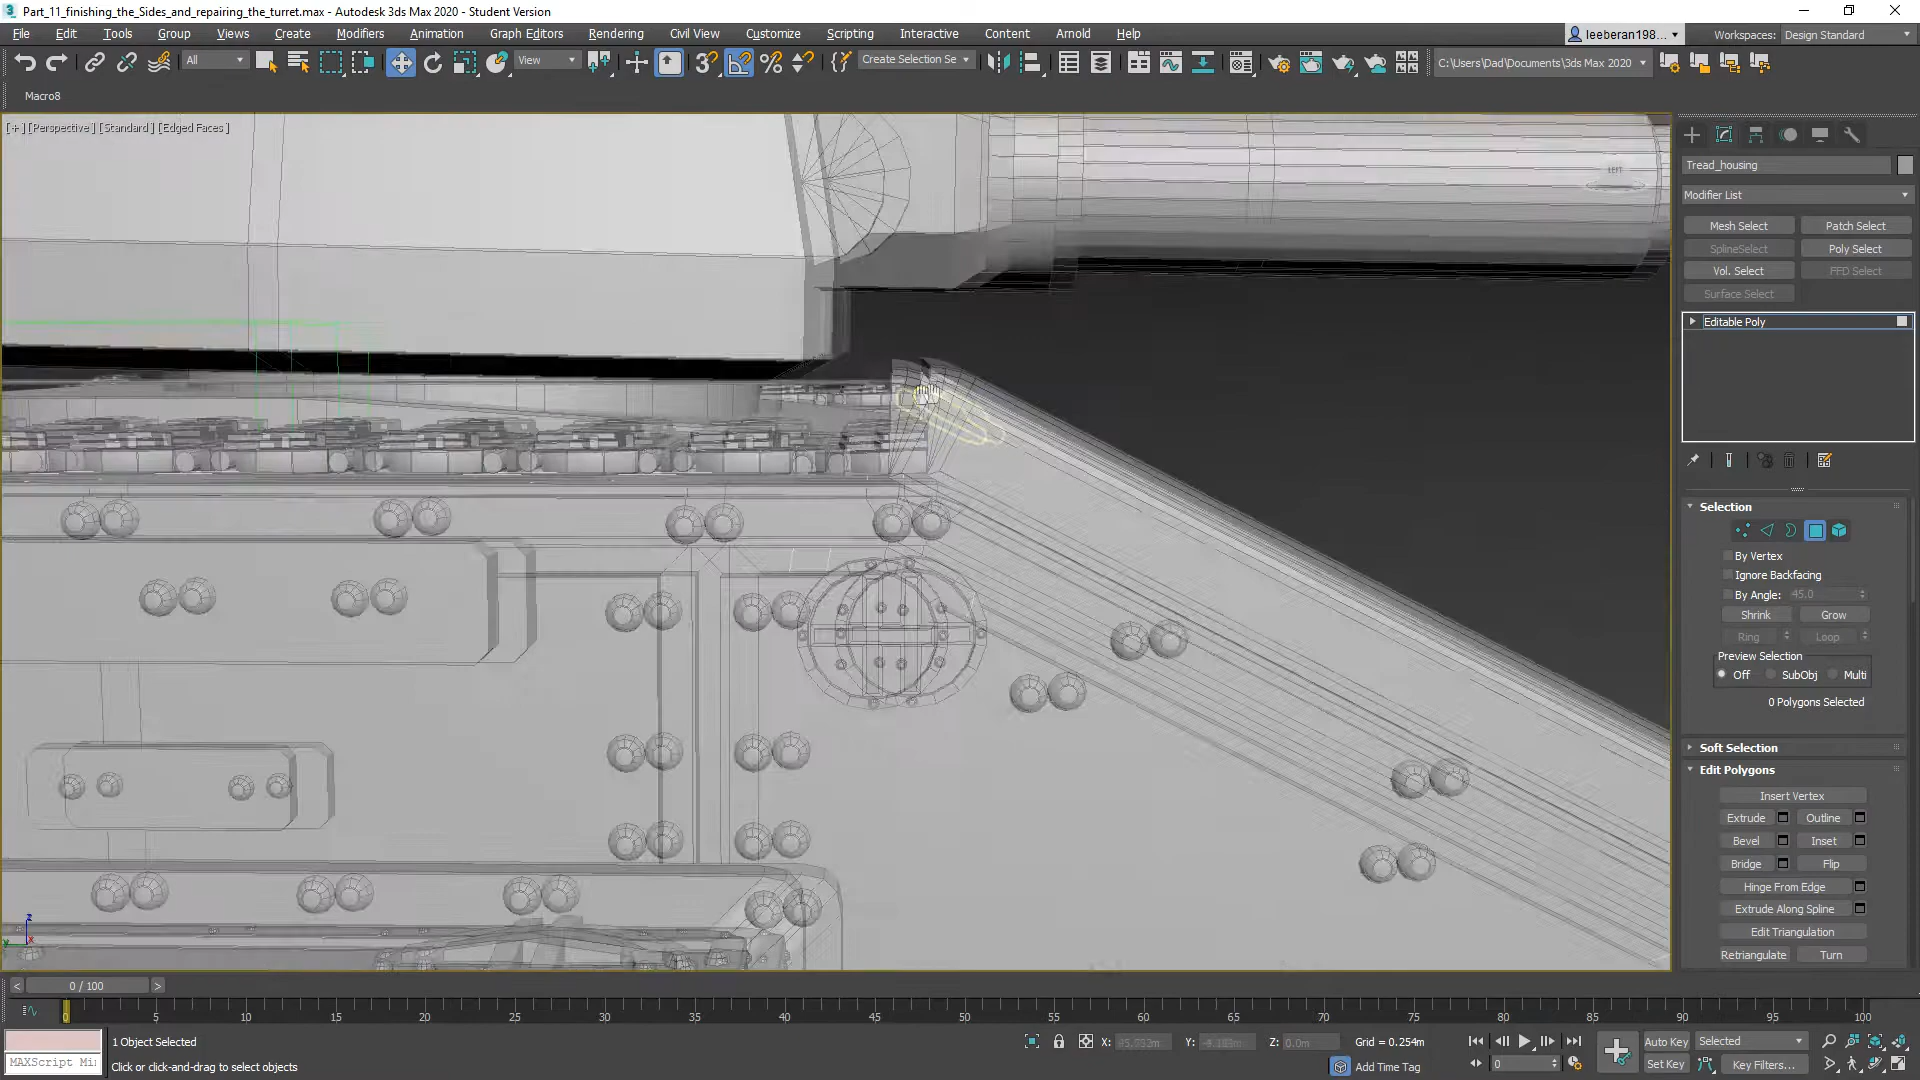 Part_11_finishing_the_Sides_and_repairing_the_turret.max - Autodesk 3ds Max 2020 - Student Version
File Edit Tools Group Views Create Modifiers Animation Graph Editors Rendering Civil View Customize Scripting Interactive Content Arnold Help
leeberan198... Workspaces: Design Standard
All View Create Selection Se C:\Users\Dad\Documents\3ds Max 2020
Macro8
[+] [Perspective] [Standard] [Edged Faces]
LEFT
Tread_housing
Modifier List
Mesh Select Patch Select
SplineSelect Poly Select
Vol. Select FFD Select
Surface Select
Editable Poly
Selection
By Vertex
Ignore Backfacing
By Angle: 45.0
Shrink Grow
Ring Loop
Preview Selection
Off SubObj Multi
0 Polygons Selected
Soft Selection
Edit Polygons
Insert Vertex
Extrude Outline
Bevel Inset
Bridge Flip
Hinge From Edge
Extrude Along Spline
Edit Triangulation
Retriangulate Turn
z
x
y
< 0 / 100 >
0 5 10 15 20 25 30 35 40 45 50 55 60 65 70 75 80 85 90 95 100
1 Object Selected
X: Y: Z: 0.0m Grid = 0.254m
Auto Key Selected
MAXScript Mi
Click or click-and-drag to select objects
Add Time Tag
0
Set Key Key Filters...